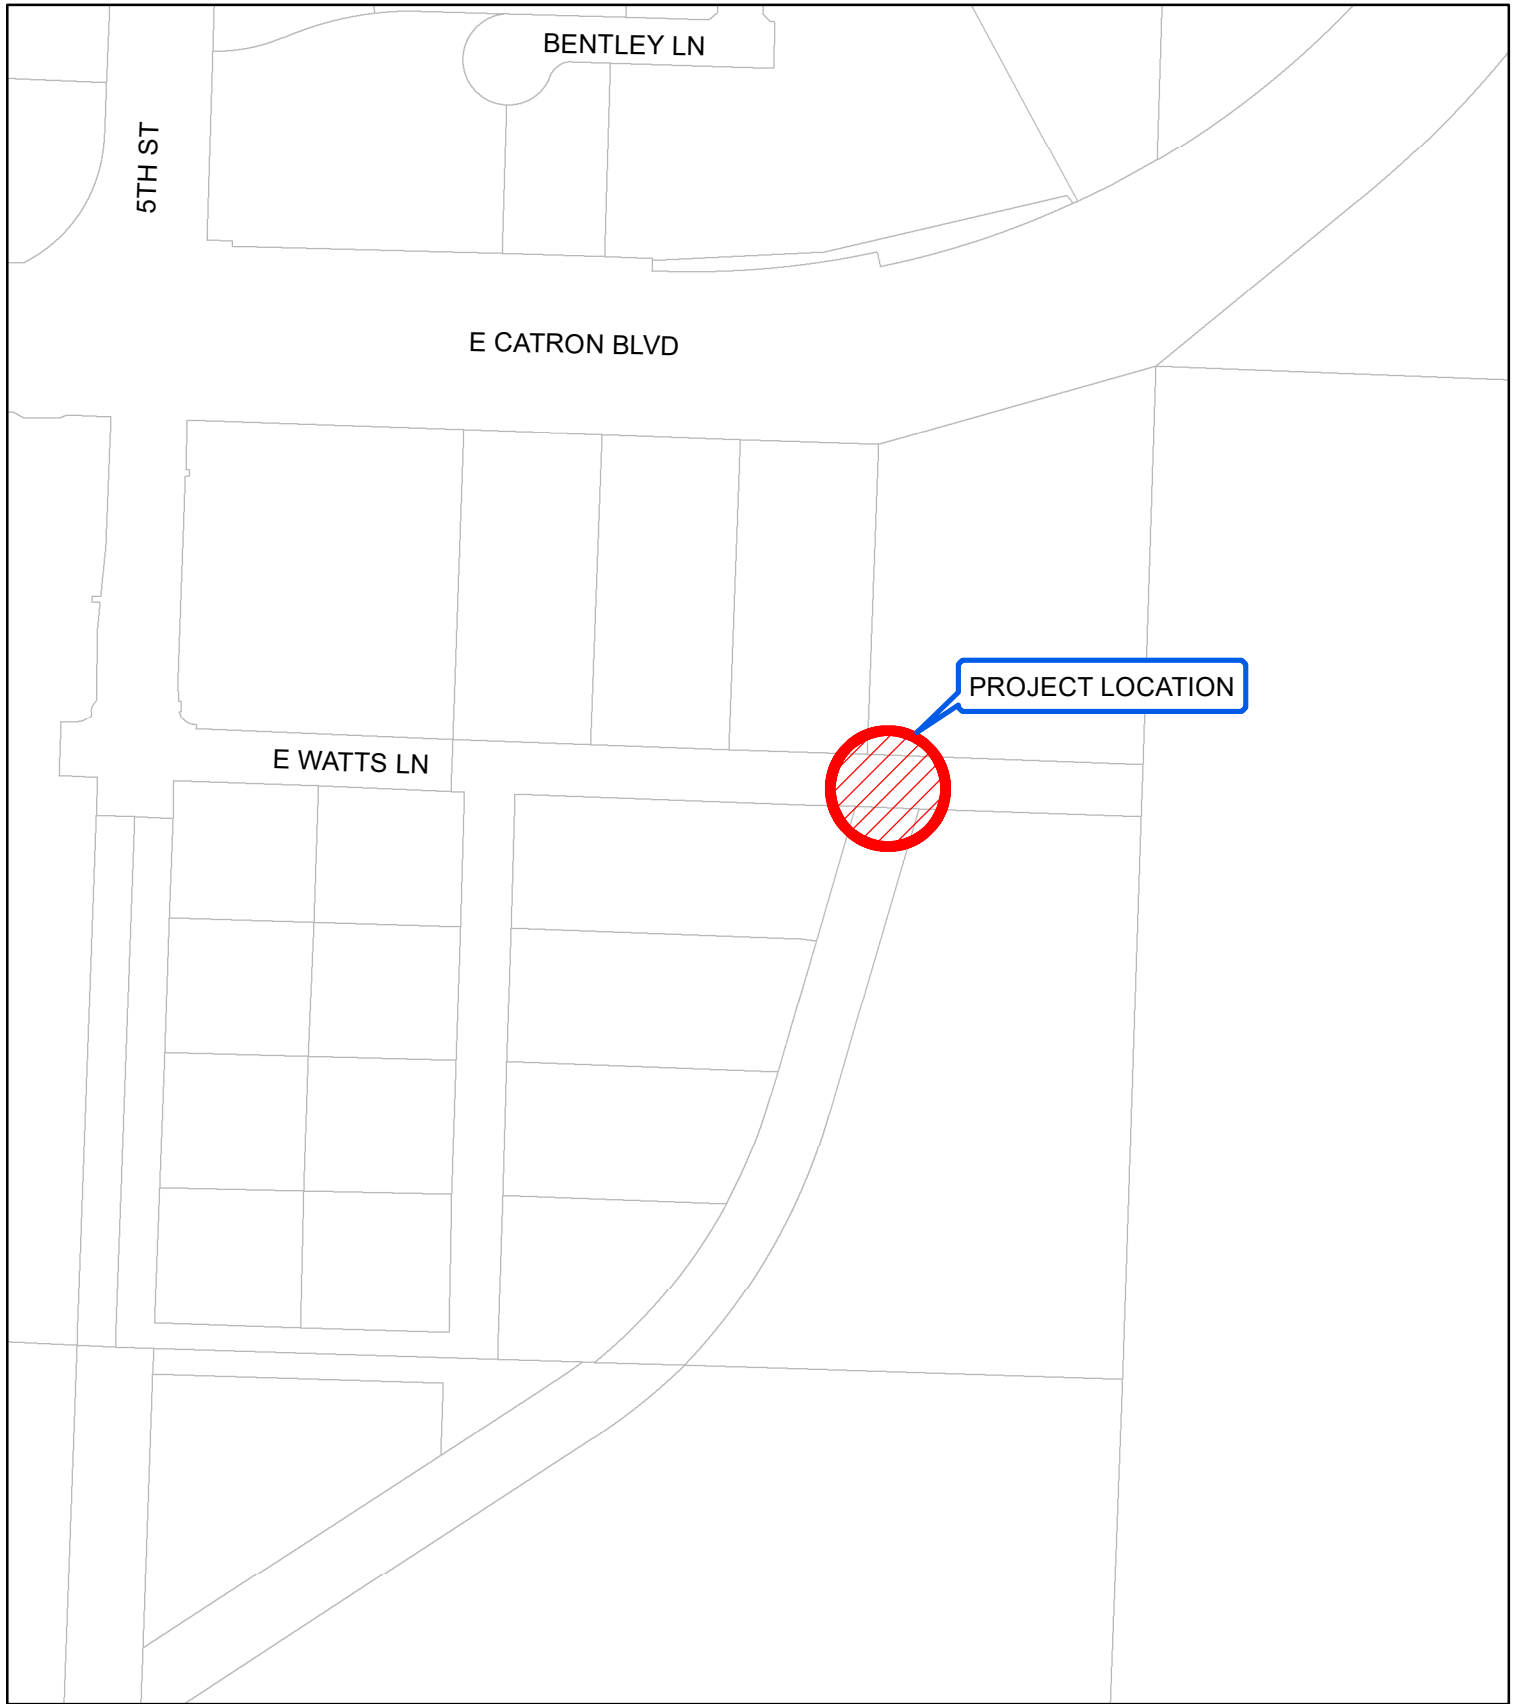 BENTLEY LN
5TH ST
E CATRON BLVD
PROJECT LOCATION
E WATTS LN